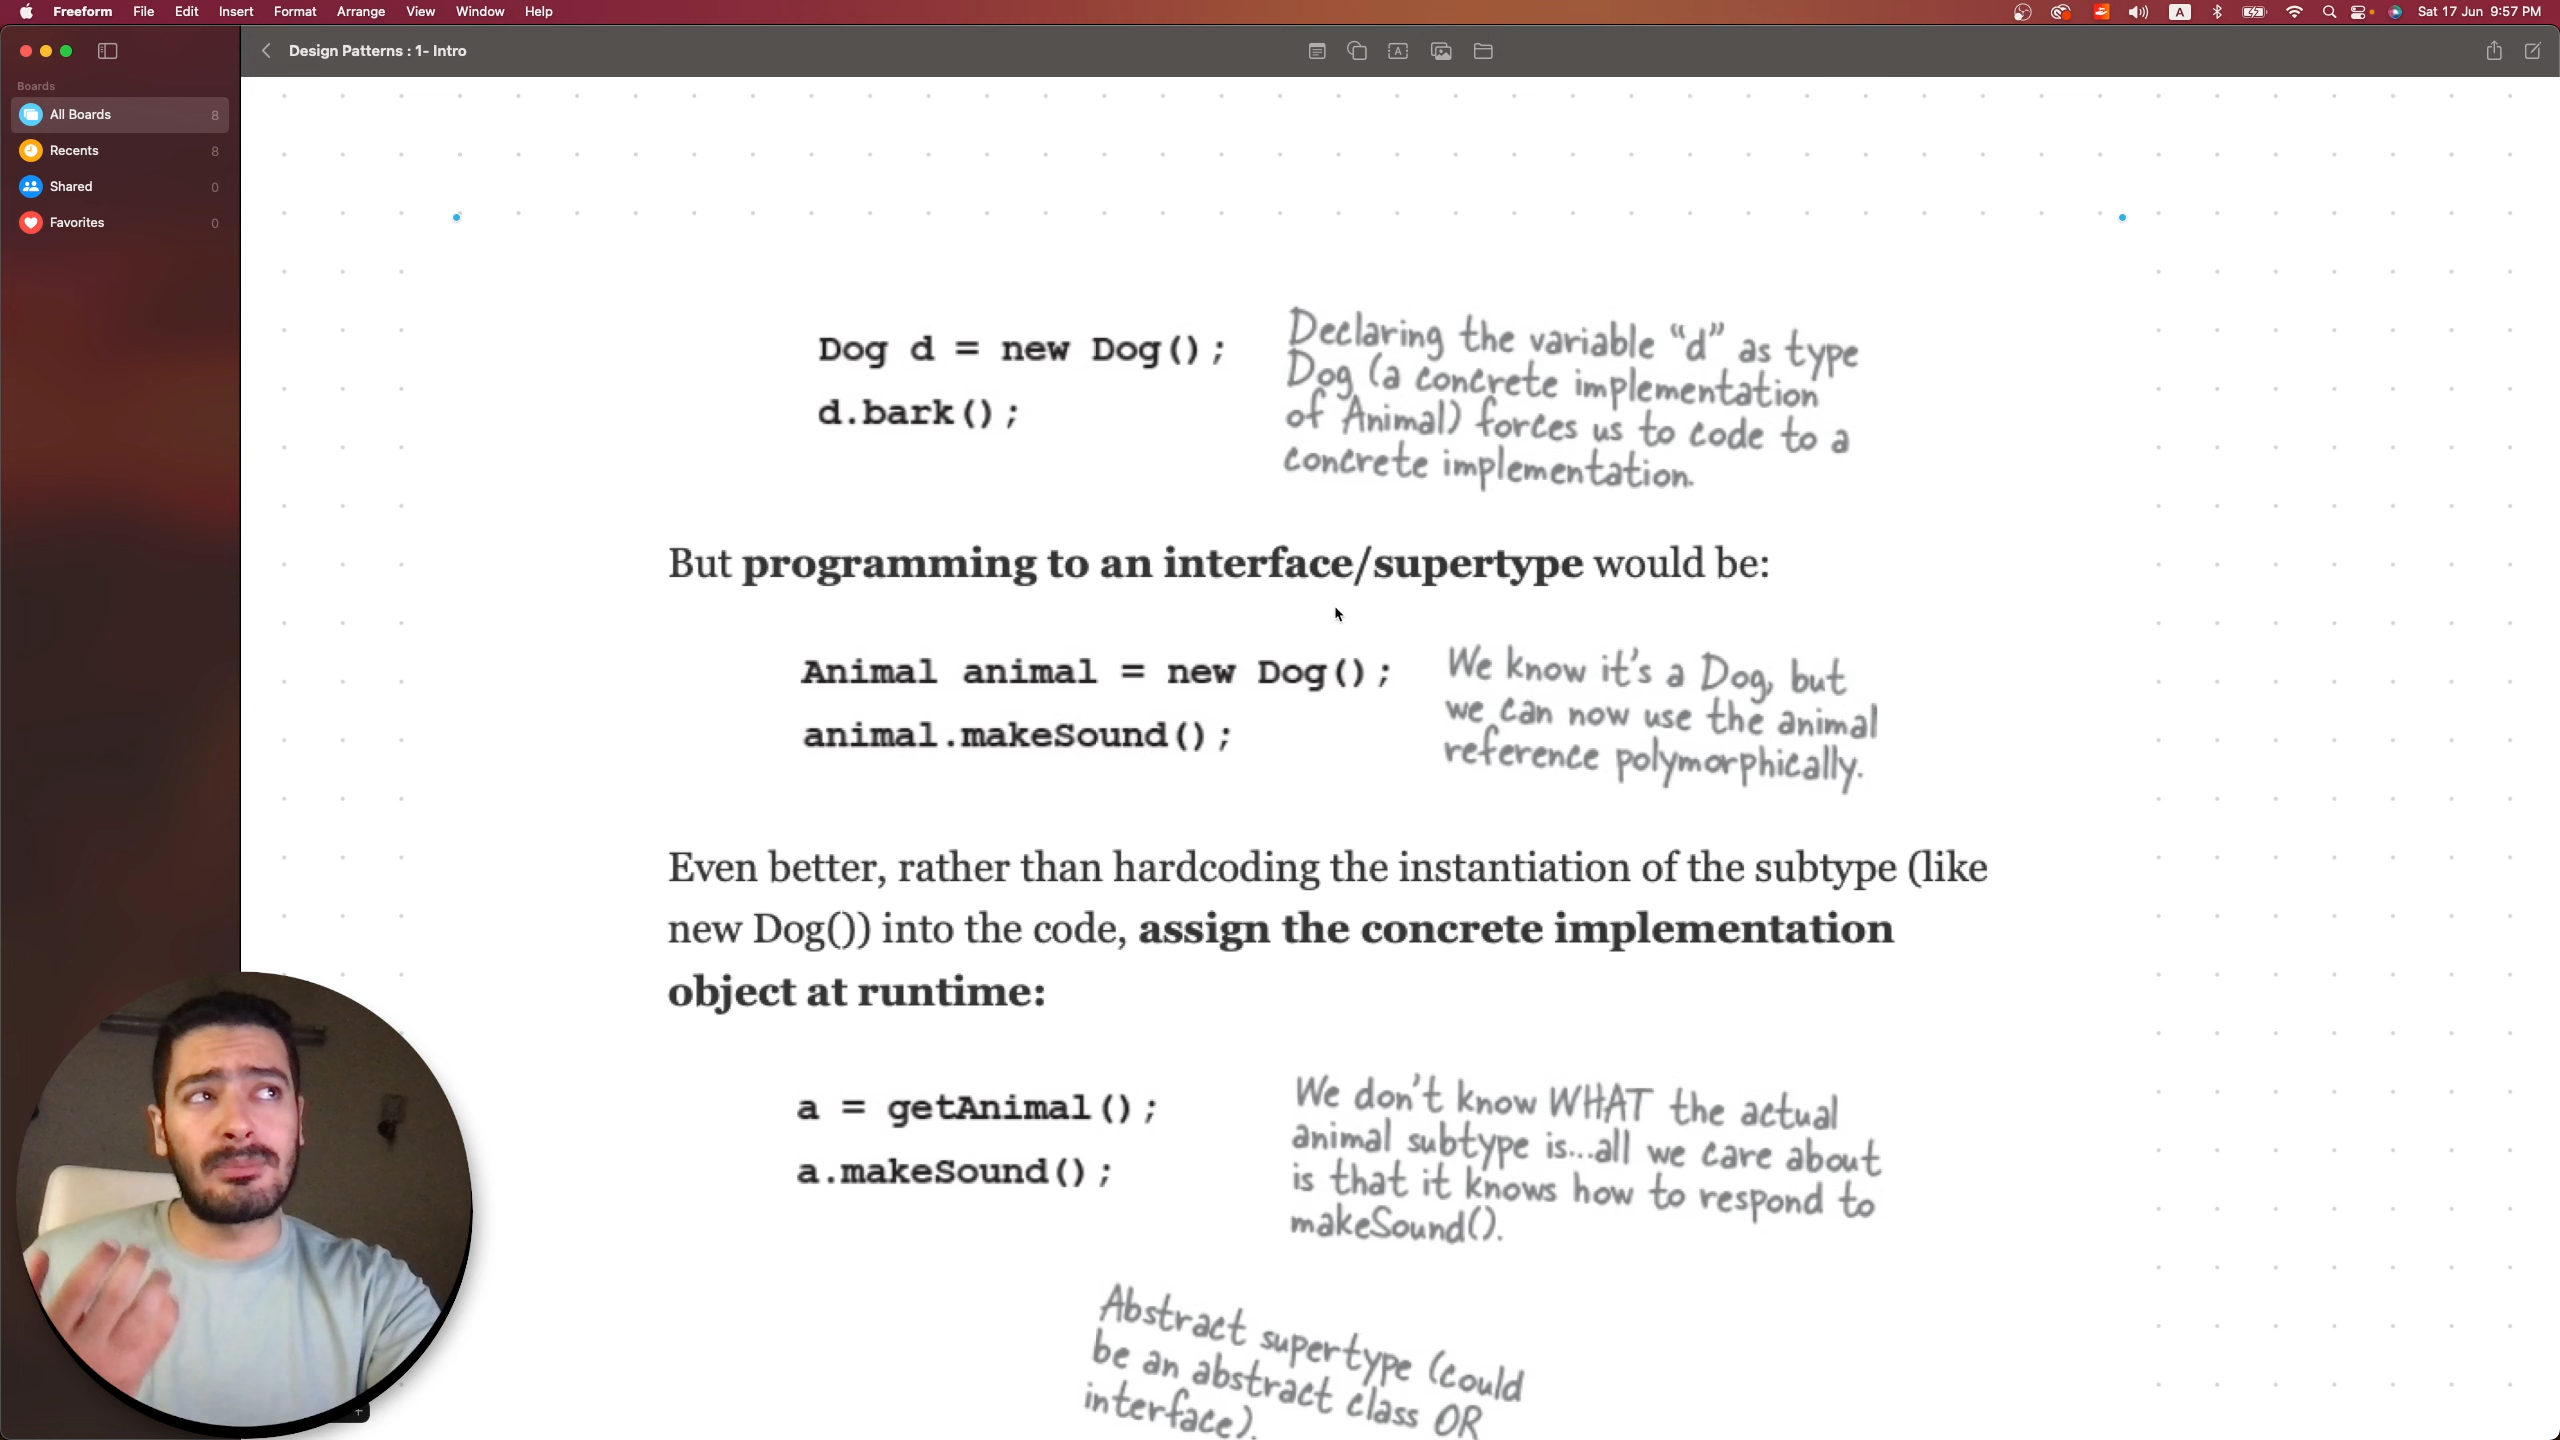 Freeform File Edit Insert Format Arrange View Window Help
A
Sat 17 Jun 9:57 PM
Design Patterns : 1- Intro
A
Boards
All Boards 8
Recents 8
Shared 0
Favorites 0
Dog d = new Dog();
d.bark();
Declaring the variable “d” as type
Dog (a concrete implementation
of Animal) forces us to code to a
concrete implementation.
But programming to an interface/supertype would be:
Animal animal = new Dog();
animal.makeSound();
We know it's a Dog, but
we can now use the animal
reference polymorphically.
Even better, rather than hardcoding the instantiation of the subtype (like
new Dog()) into the code, assign the concrete implementation
object at runtime:
a = getAnimal();
a.makeSound();
We don't know WHAT the actual
animal subtype is...all we care about
is that it knows how to respond to
makeSound().
Abstract supertype (could
be an abstract class OR
interface).